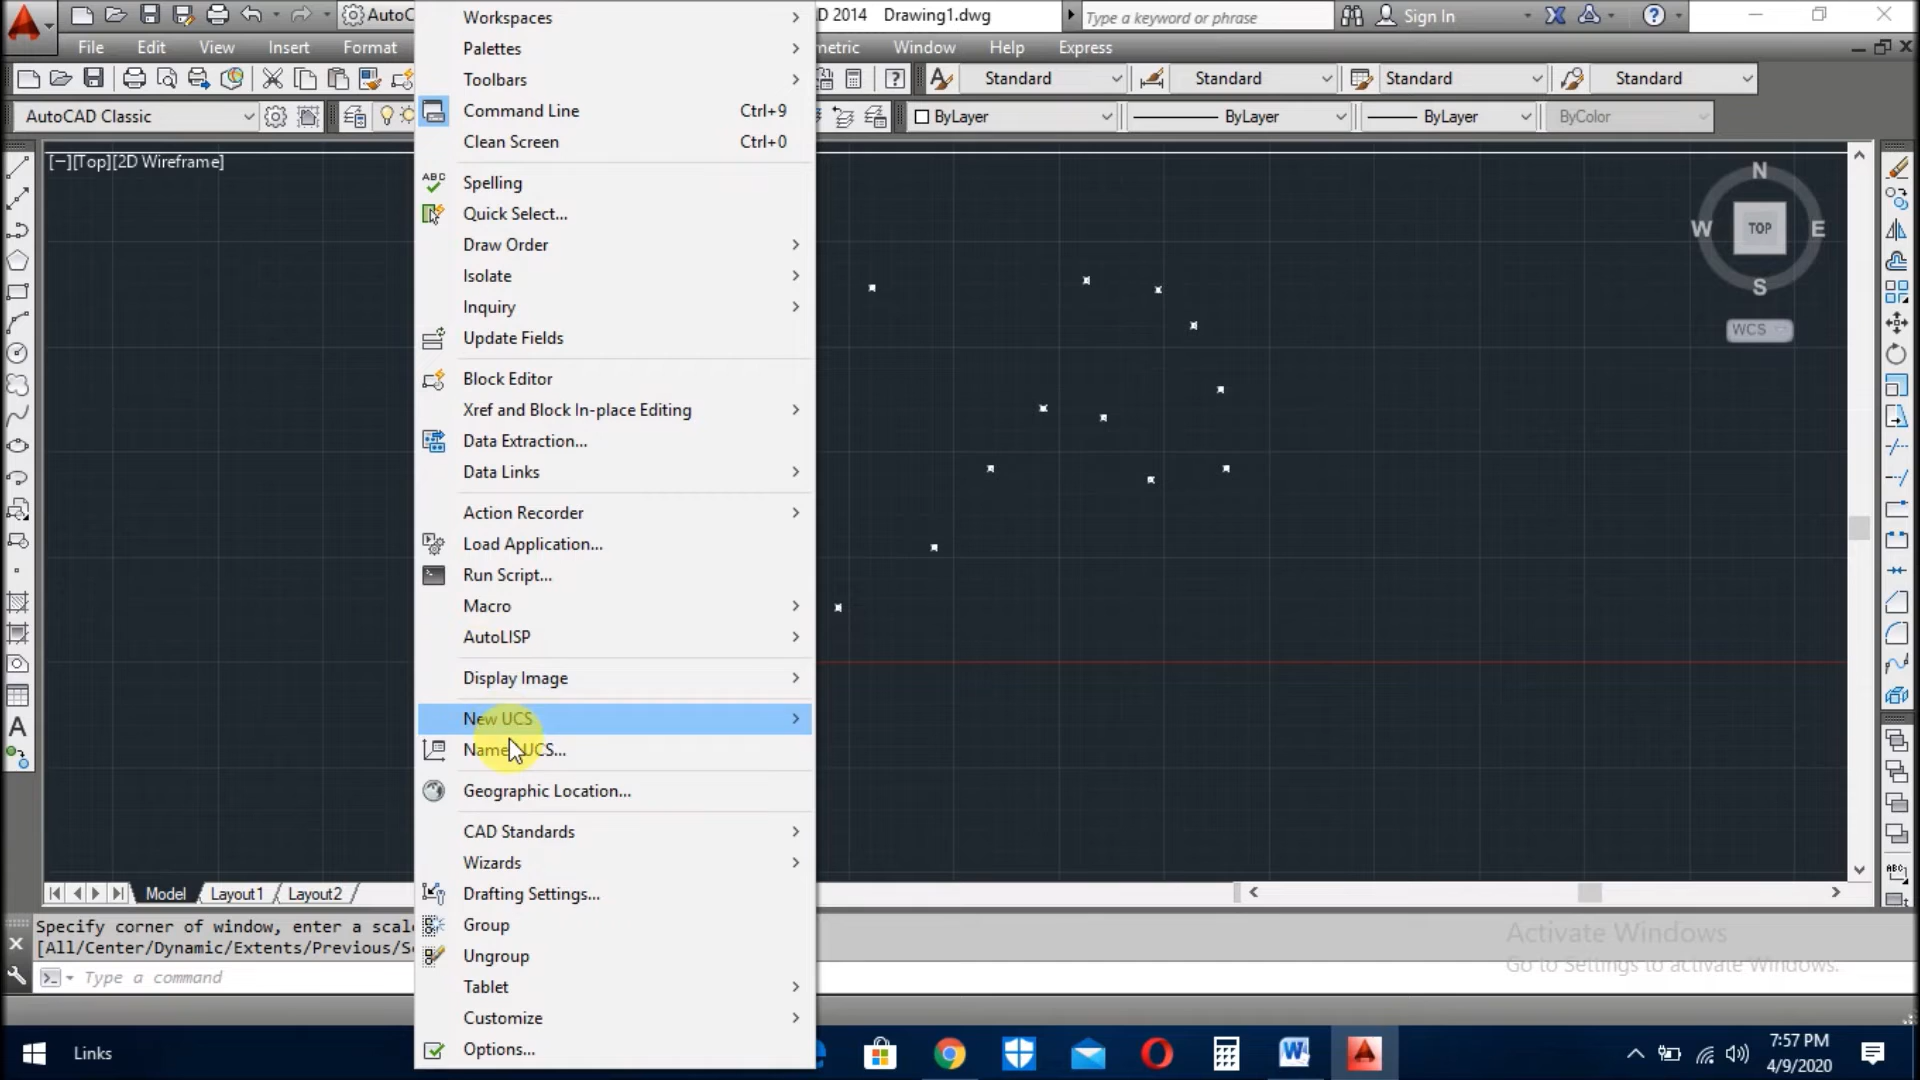 AutoC
D 2014 Drawing1.dwg
Type a keyword or phrase
Sign In
File Edit View Insert Format
metric Window Help Express
Standard
Standard
Standard
Standard
AutoCAD Classic
ByLayer
ByLayer
ByLayer
ByColor
[−][Top][2D Wireframe]
Workspaces
Palettes
Toolbars
Command Line Ctrl+9
Clean Screen Ctrl+0
ABC
Spelling
Quick Select...
Draw Order
Isolate
Inquiry
Update Fields
Block Editor
Xref and Block In-place Editing
Data Extraction...
Data Links
Action Recorder
Load Application...
Run Script...
Macro
AutoLISP
Display Image
New UCS
Named UCS...
Geographic Location...
CAD Standards
Wizards
Drafting Settings...
Group
Ungroup
Tablet
Customize
Options...
N
W TOP E
S
WCS
A
ABC
Model Layout1 Layout2
Specify corner of window, enter a scal
[All/Center/Dynamic/Extents/Previous/S
Type a command
Activate Windows
Go to Settings to activate Windows.
Links
7:57 PM
4/9/2020